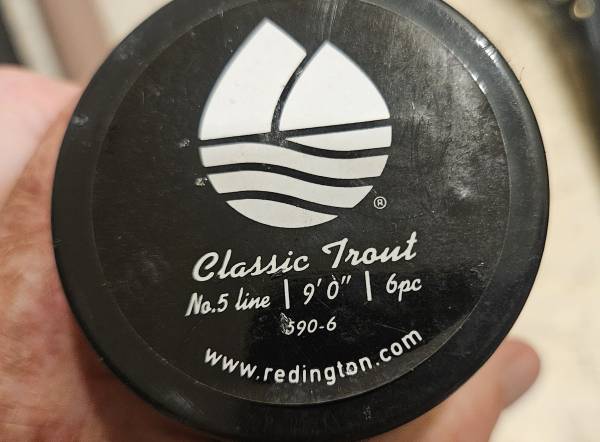 ®
Classic Trout
No.5 line | 9' 0" | 6pc
590-6
www.redington.com